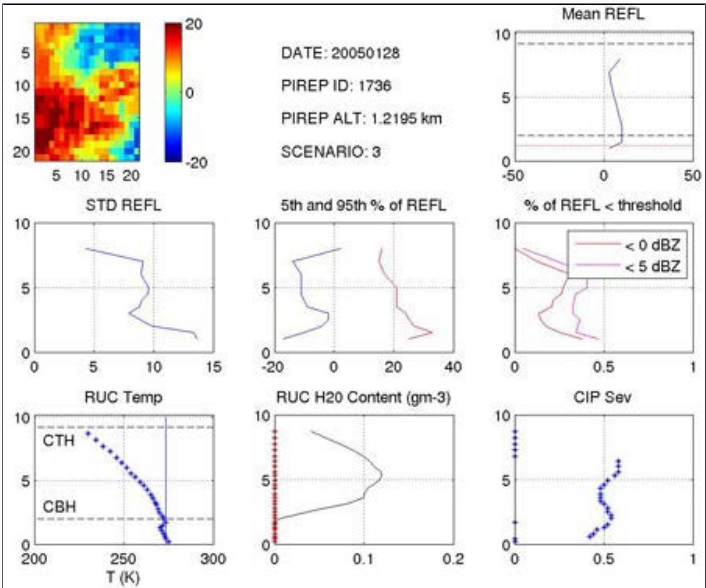 Mean REFL
5
10
15
20
5 10 15 20
20
0
-20
DATE: 20050128
PIREP ID: 1736
PIREP ALT: 1.2195 km
SCENARIO: 3
10
5
0
-50 0 50
STD REFL
10
5
0
0 5 10 15
5th and 95th % of REFL
10
5
0
-20 0 20 40
% of REFL < threshold
10
5
0
0 0.5 1
< 0 dBZ
< 5 dBZ
RUC Temp
10
5
0
CTH
CBH
200 250 300
T (K)
RUC H20 Content (gm-3)
10
5
0
0 0.1 0.2
CIP Sev
10
5
0
0 0.5 1